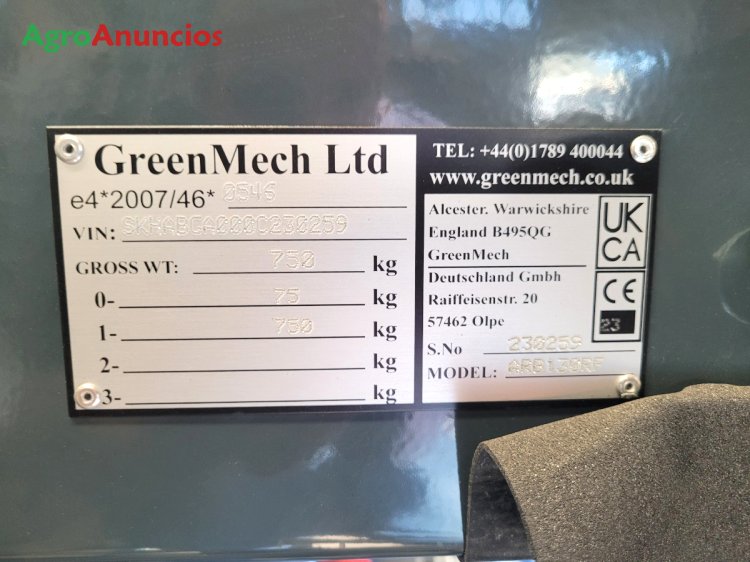 AgroAnuncios
GreenMech Ltd
e4*2007/46* 0546
VIN: SKHABCA000C230259
GROSS WT: 750 kg
0- 75 kg
1- 750 kg
2- kg
3- kg
TEL: +44(0)1789 400044
www.greenmech.co.uk
Alcester. Warwickshire
England B495QG
GreenMech
Deutschland Gmbh
Raiffeisenstr. 20
57462 Olpe
S.No 230259
MODEL: ARB130RF
UK
CA
CE
23